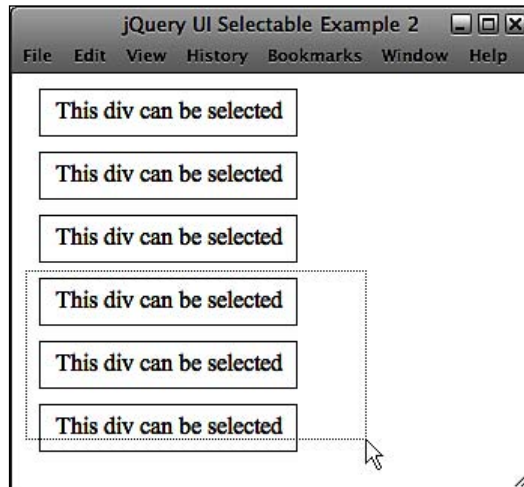 jQuery UI Selectable Example 2
File Edit View History Bookmarks Window Help
This div can be selected
This div can be selected
This div can be selected
This div can be selected
This div can be selected
This div can be selected